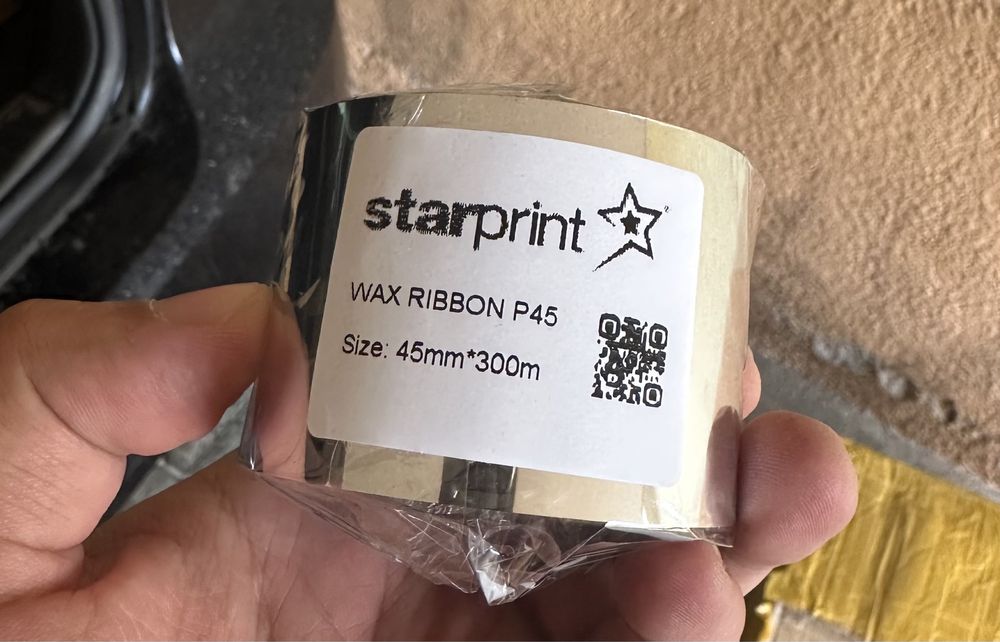 starprint
WAX RIBBON P45
Size: 45mm*300m